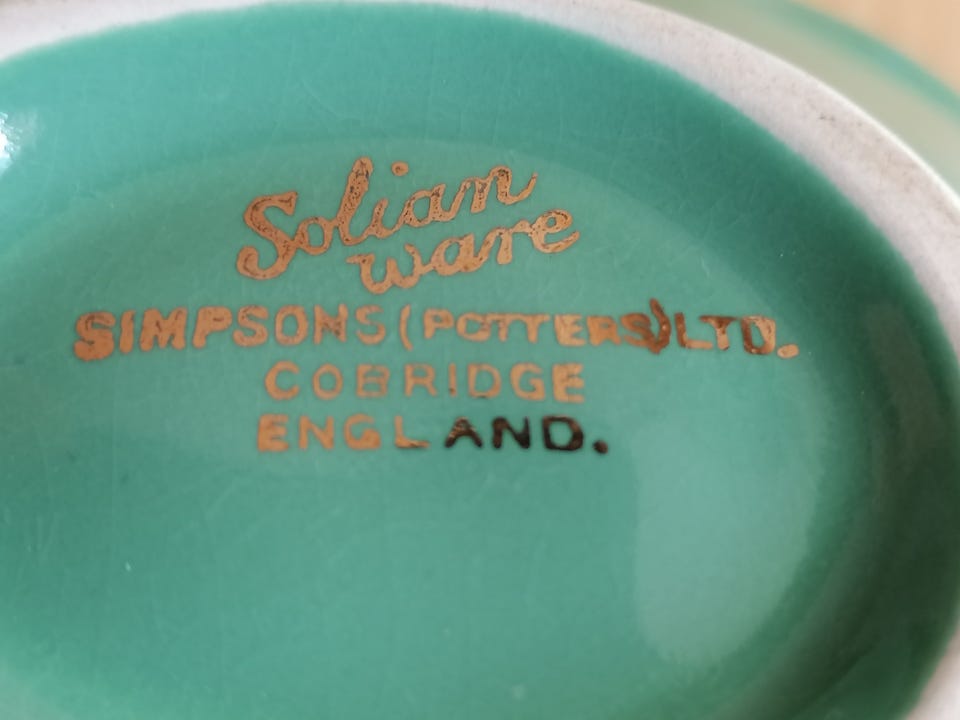 Solian
ware
SIMPSONS (POTTERS) LTD.
COBRIDGE
ENGLAND.